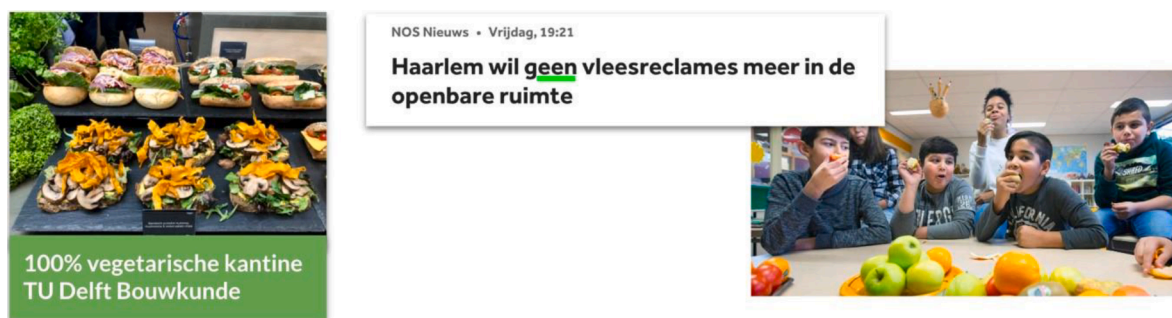 NOS Nieuws • Vrijdag, 19:21
Haarlem wil geen vleesreclames meer in de
openbare ruimte
100% vegetarische kantine
TU Delft Bouwkunde